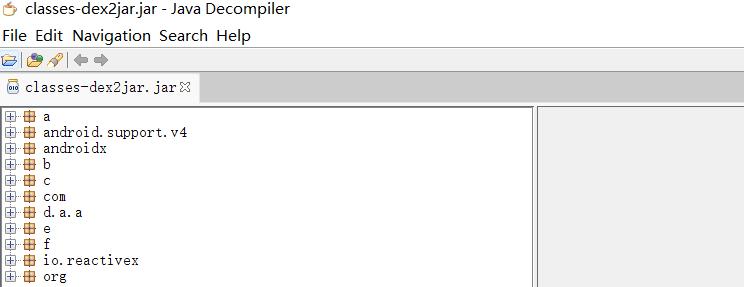 classes-dex2jar.jar - Java Decompiler
File Edit Navigation Search Help
classes-dex2jar.jar
a
android.support.v4
androidx
b
c
com
d.a.a
e
f
io.reactivex
org